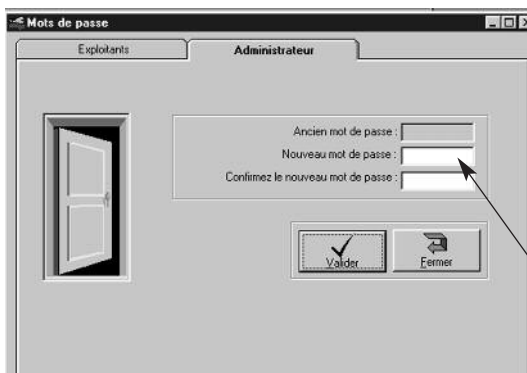 Mots de passe
Exploitants
Administrateur
Ancien mot de passe :
Nouveau mot de passe :
Confirmez le nouveau mot de passe :
Valider
Fermer